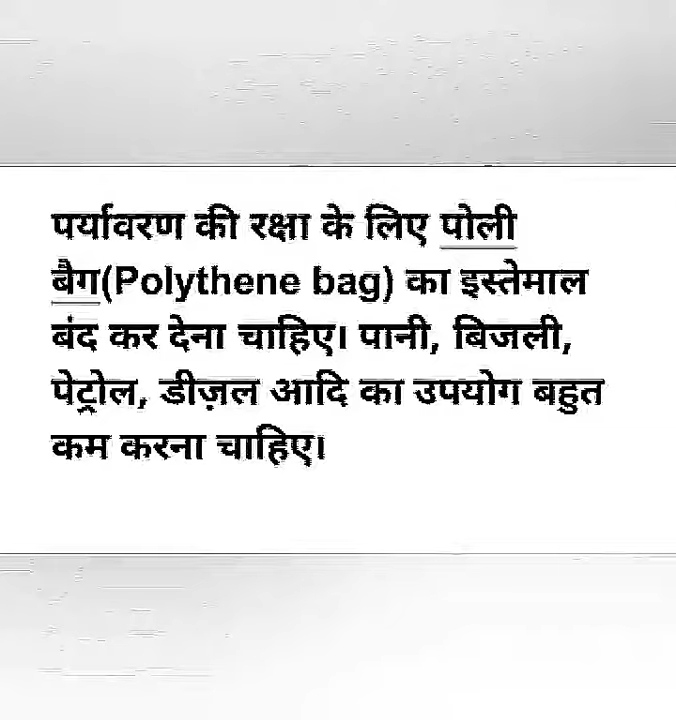 पर्यावरण की रक्षा के लिए पोली
बैग(Polythene bag) का इस्तेमाल
बंद कर देना चाहिए। पानी, बिजली,
पेट्रोल, डीज़ल आदि का उपयोग बहुत
कम करना चाहिए।